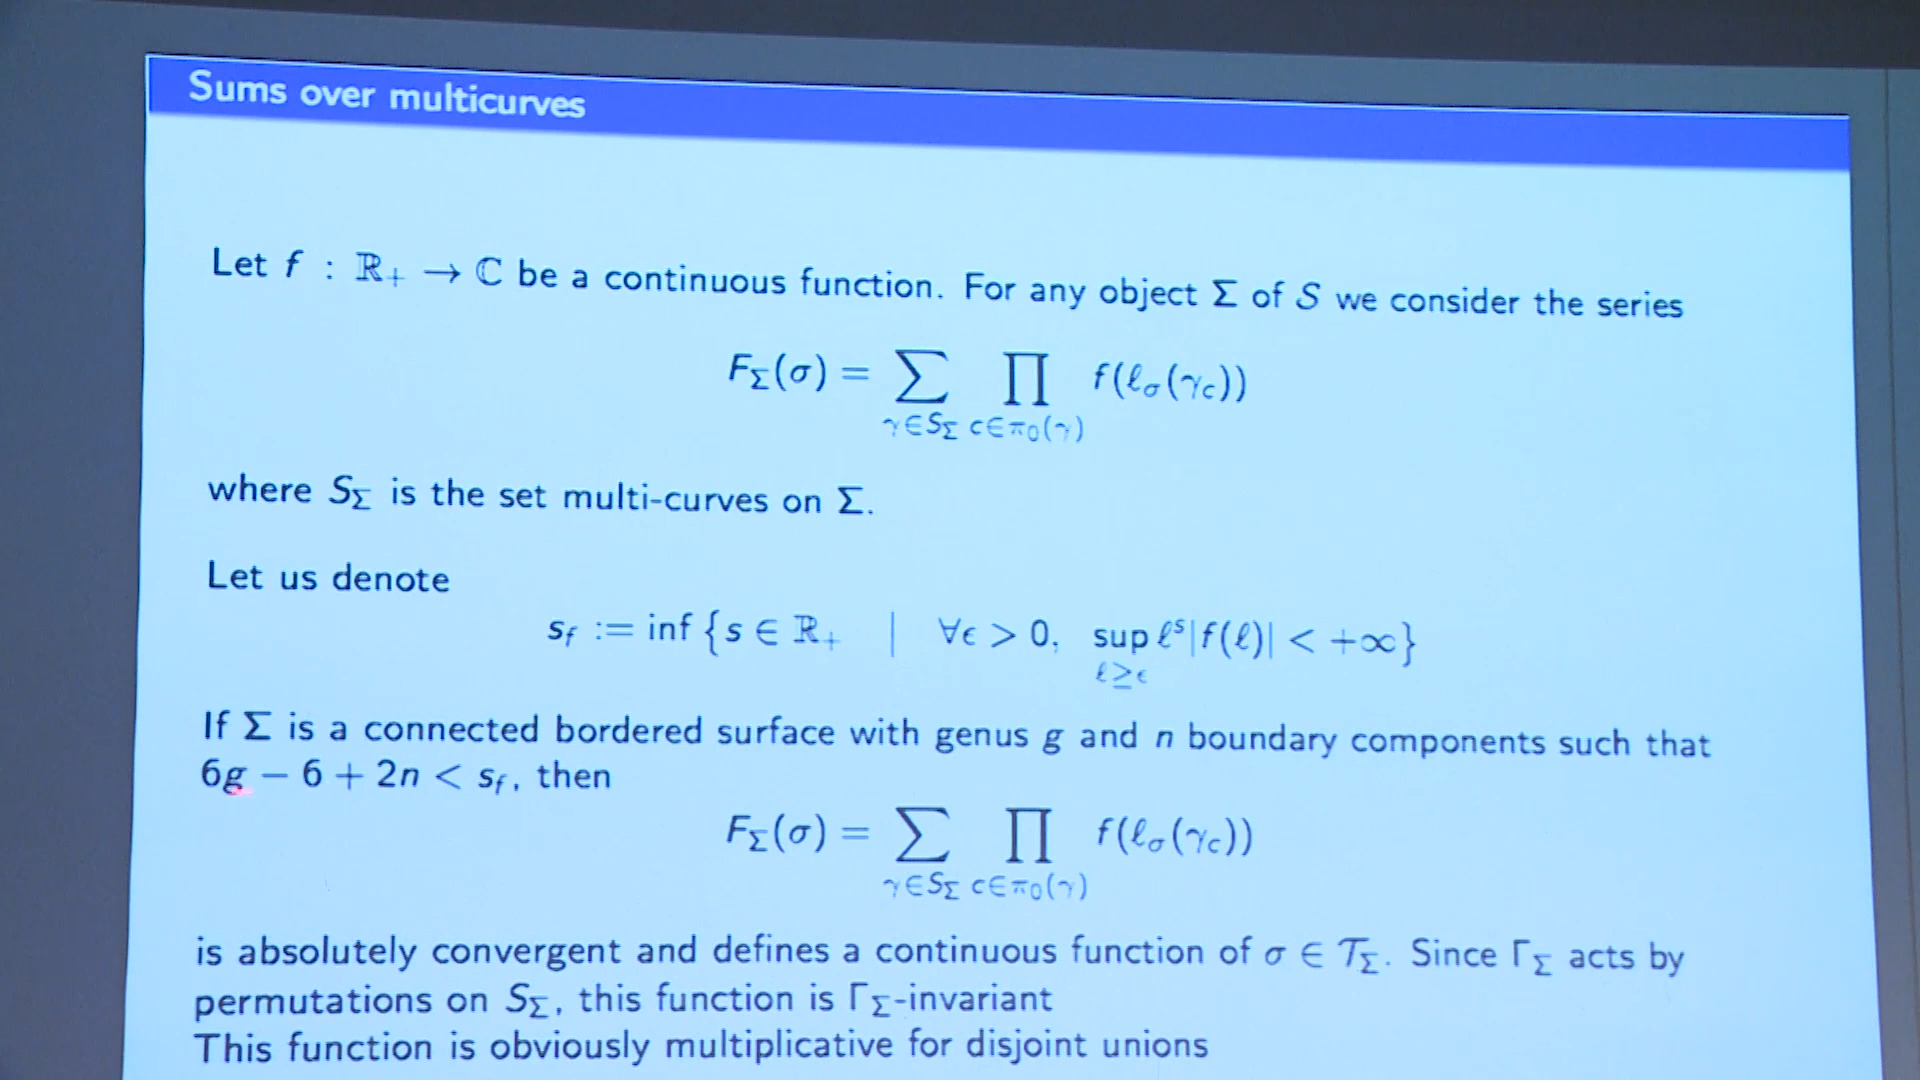 Sums over multicurves
Let f : ℝ₊ → ℂ be a continuous function. For any object Σ of S we consider the series
F_Σ(σ) = ∑_{γ∈S_Σ} ∏_{c∈π₀(γ)} f(ℓ_σ(γ_c))
where S_Σ is the set multi-curves on Σ.
Let us denote
s_f := inf {s ∈ ℝ₊ | ∀ϵ > 0, sup_{ℓ≥ϵ} ℓ^s|f(ℓ)| < +∞}
If Σ is a connected bordered surface with genus g and n boundary components such that
6g − 6 + 2n < s_f, then
F_Σ(σ) = ∑_{γ∈S_Σ} ∏_{c∈π₀(γ)} f(ℓ_σ(γ_c))
is absolutely convergent and defines a continuous function of σ ∈ 𝒯_Σ. Since Γ_Σ acts by
permutations on S_Σ, this function is Γ_Σ-invariant
This function is obviously multiplicative for disjoint unions